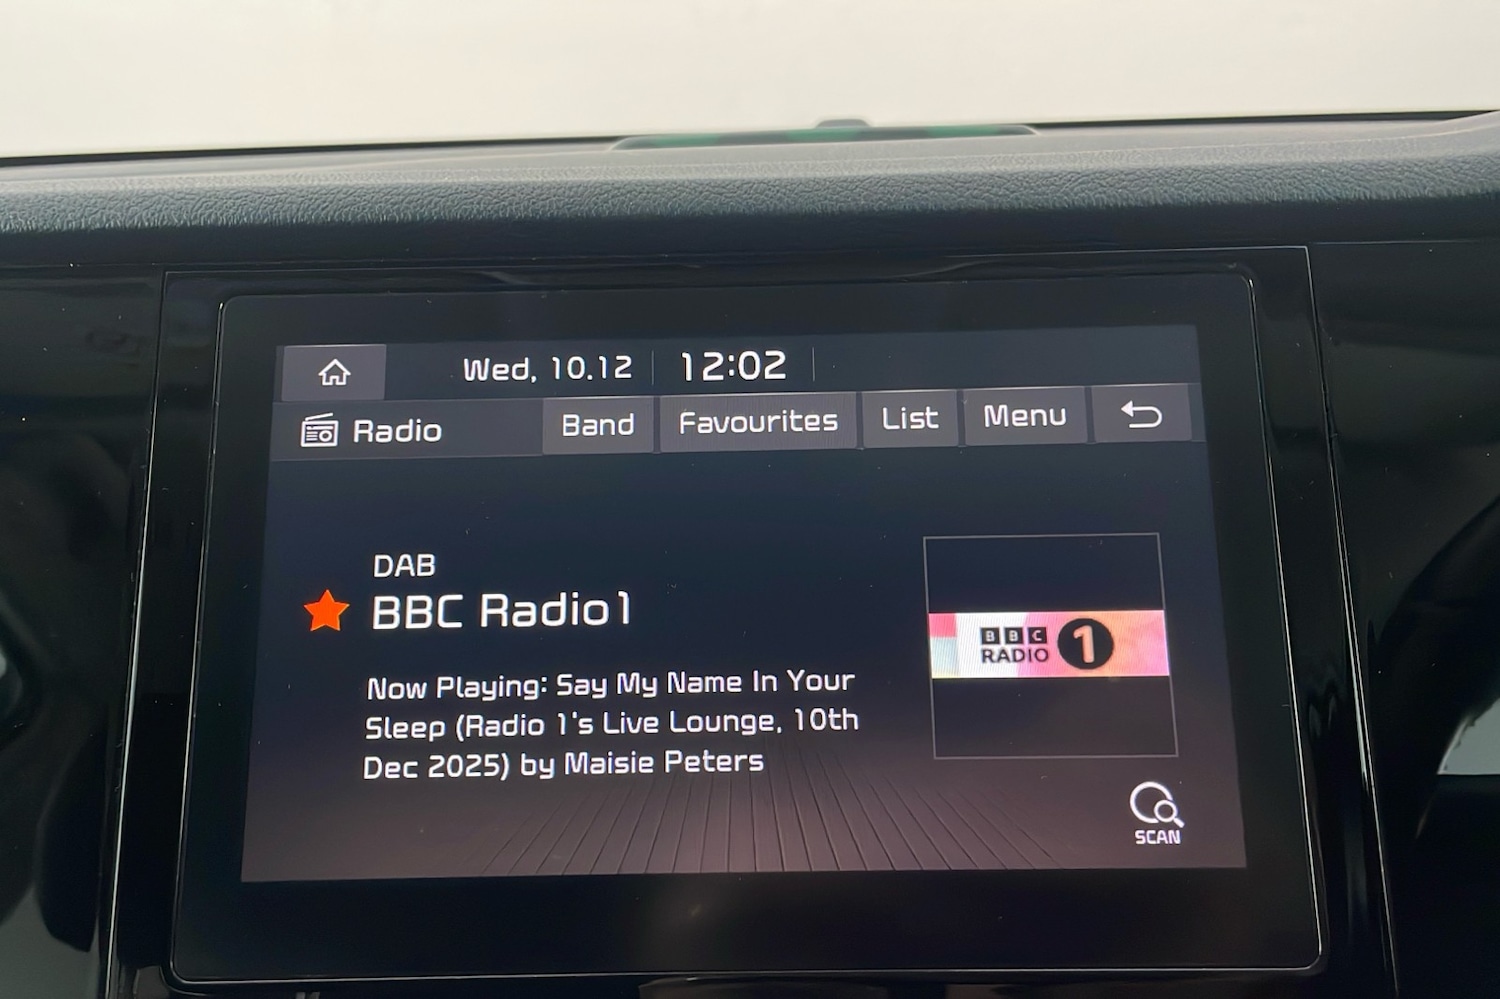 Wed, 10.12 12:02
Radio Band Favourites List Menu
DAB
BBC Radio1
Now Playing: Say My Name In Your
Sleep (Radio 1's Live Lounge, 10th
Dec 2025) by Maisie Peters
BBC
RADIO 1
SCAN